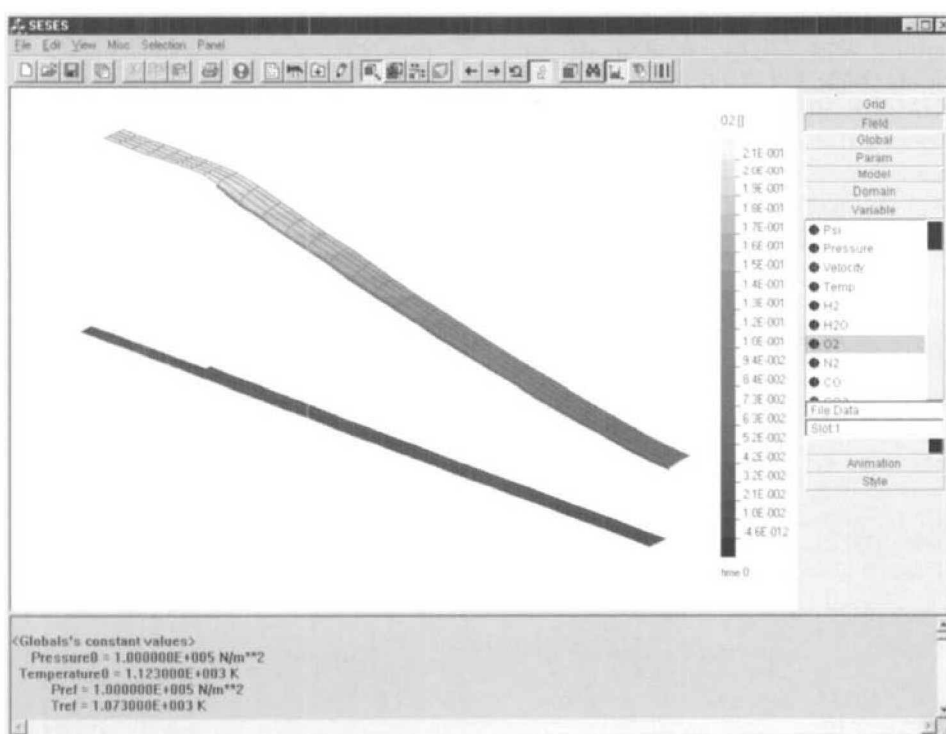 SESES
File Edit View Misc Selection Panel
O2 []
2.1E-001
2.0E-001
1.9E-001
1.8E-001
1.7E-001
1.6E-001
1.5E-001
1.4E-001
1.3E-001
1.2E-001
1.0E-001
9.4E-002
8.4E-002
7.3E-002
6.3E-002
5.2E-002
4.2E-002
3.2E-002
2.1E-002
1.0E-002
4.6E-012
time 0
Grid
Field
Global
Param
Model
Domain
Variable
Psi
Pressure
Velocity
Temp
H2
H2O
O2
N2
CO
File Data
Slot 1
Animation
Style
<Globals's constant values>
Pressure0 = 1.000000E+005 N/m**2
Temperature0 = 1.123000E+003 K
Pref = 1.000000E+005 N/m**2
Tref = 1.073000E+003 K